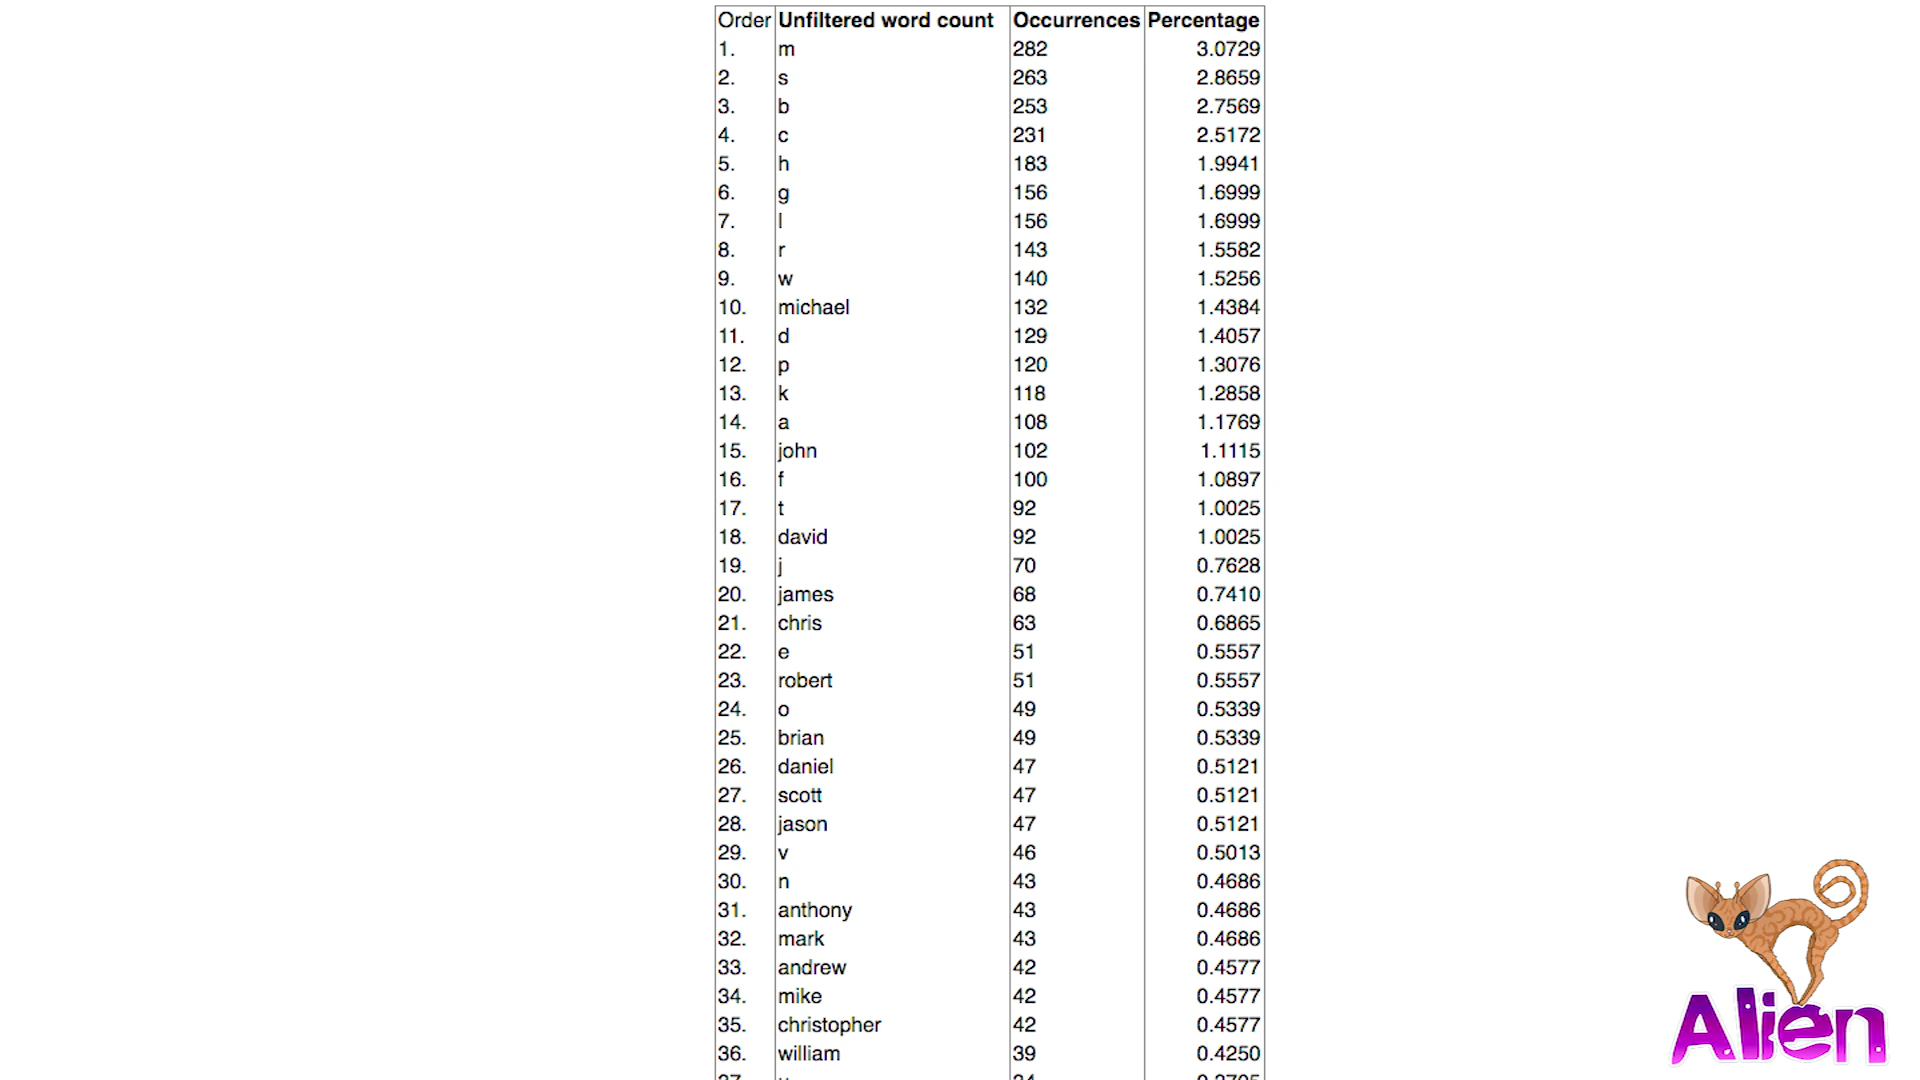 Order Unfiltered word count Occurrences Percentage
1. m 282 3.0729
2. s 263 2.8659
3. b 253 2.7569
4. c 231 2.5172
5. h 183 1.9941
6. g 156 1.6999
7. l 156 1.6999
8. r 143 1.5582
9. w 140 1.5256
10. michael 132 1.4384
11. d 129 1.4057
12. p 120 1.3076
13. k 118 1.2858
14. a 108 1.1769
15. john 102 1.1115
16. f 100 1.0897
17. t 92 1.0025
18. david 92 1.0025
19. j 70 0.7628
20. james 68 0.7410
21. chris 63 0.6865
22. e 51 0.5557
23. robert 51 0.5557
24. o 49 0.5339
25. brian 49 0.5339
26. daniel 47 0.5121
27. scott 47 0.5121
28. jason 47 0.5121
29. v 46 0.5013
30. n 43 0.4686
31. anthony 43 0.4686
32. mark 43 0.4686
33. andrew 42 0.4577
34. mike 42 0.4577
35. christopher 42 0.4577
36. william 39 0.4250
Alien